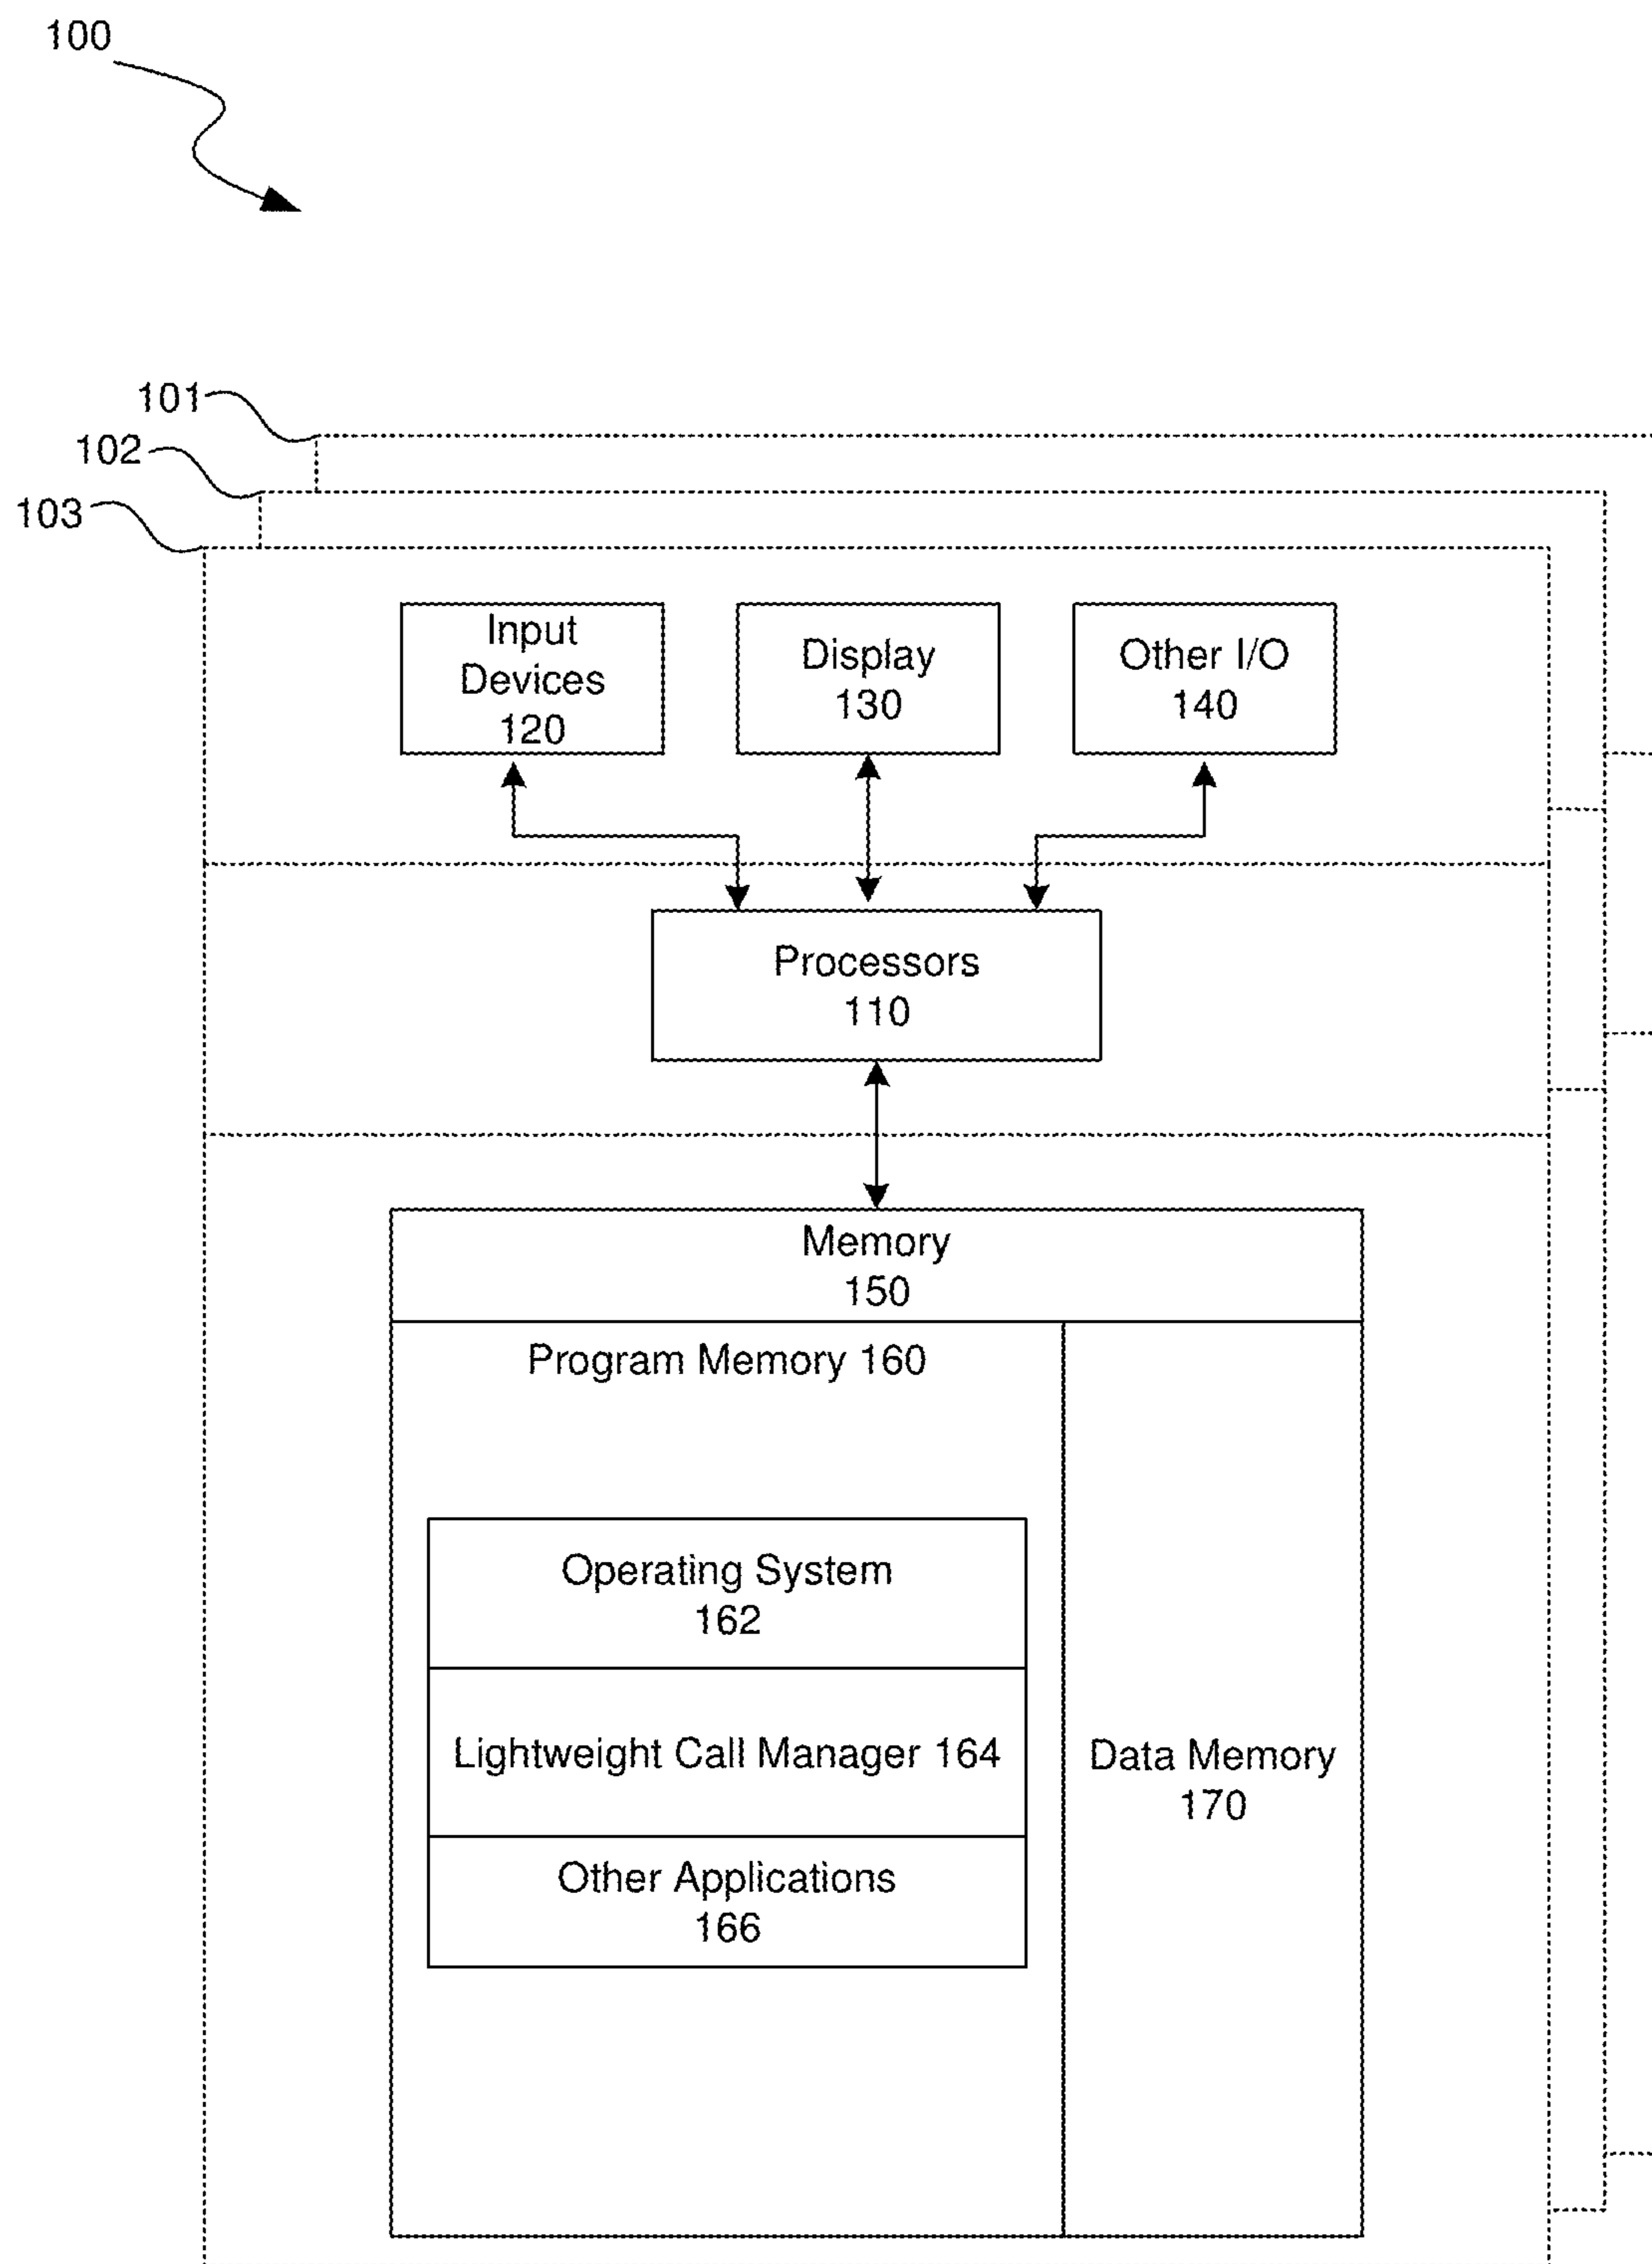 100
101
102
103
Input
Devices
120
Display
130
Other I/O
140
Processors
110
Memory
150
Program Memory 160
Operating System
162
Lightweight Call Manager 164
Other Applications
166
Data Memory
170